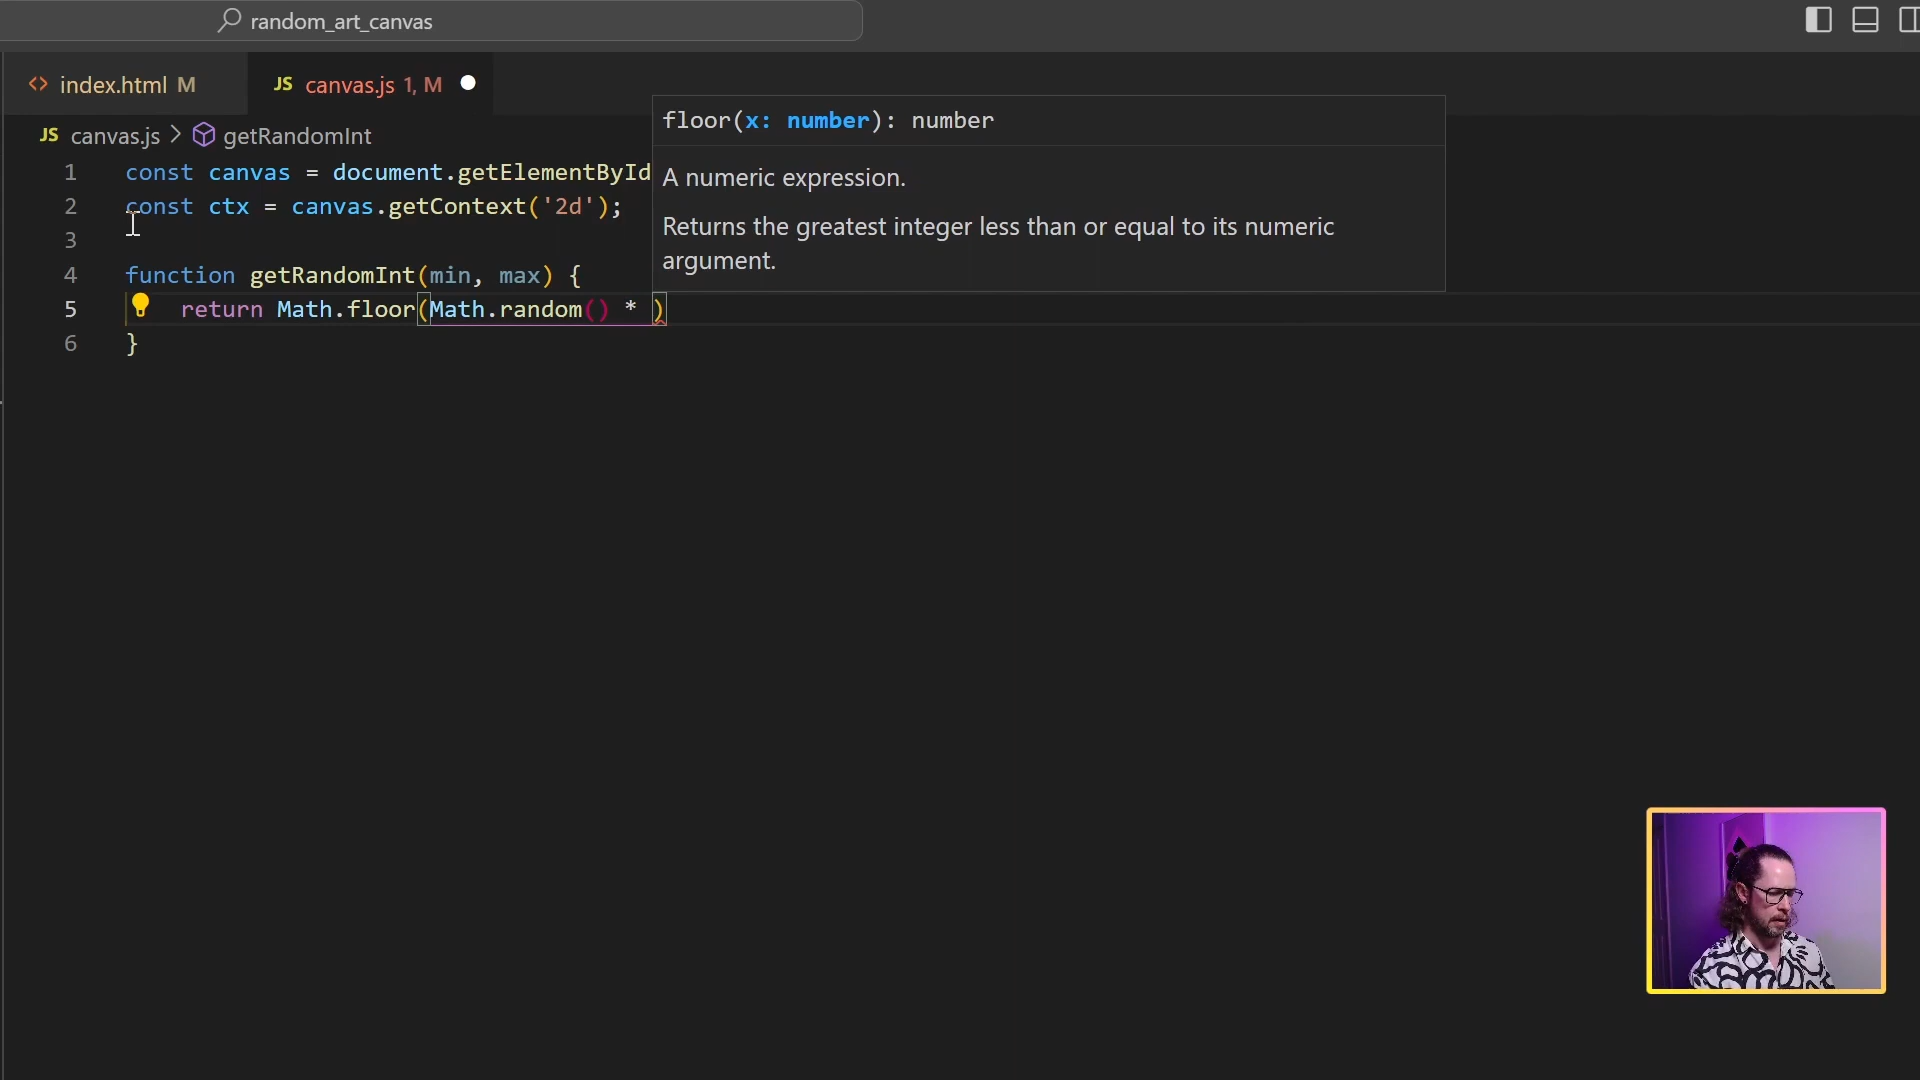 random_art_canvas
index.html M
JS canvas.js 1, M
JS canvas.js > getRandomInt
floor(x: number): number
A numeric expression.
Returns the greatest integer less than or equal to its numeric
argument.
1 const canvas = document.getElementById
2 const ctx = canvas.getContext('2d');
3
4 function getRandomInt(min, max) {
5 return Math.floor(Math.random() * )
6 }